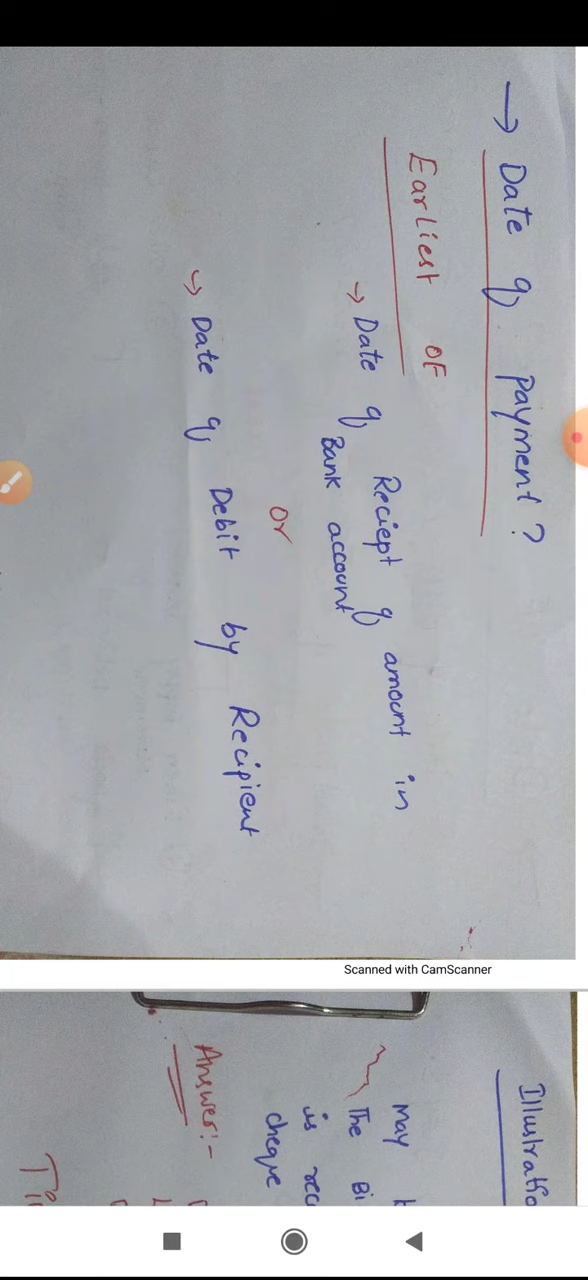 → Date of payment?
Earliest OF
→ Date of Reciept of amount in
Bank account
or
→ Date of Debit by Recipient
Scanned with CamScanner
Illustratio
may
The Bi
is rec
cheque
Answer:-